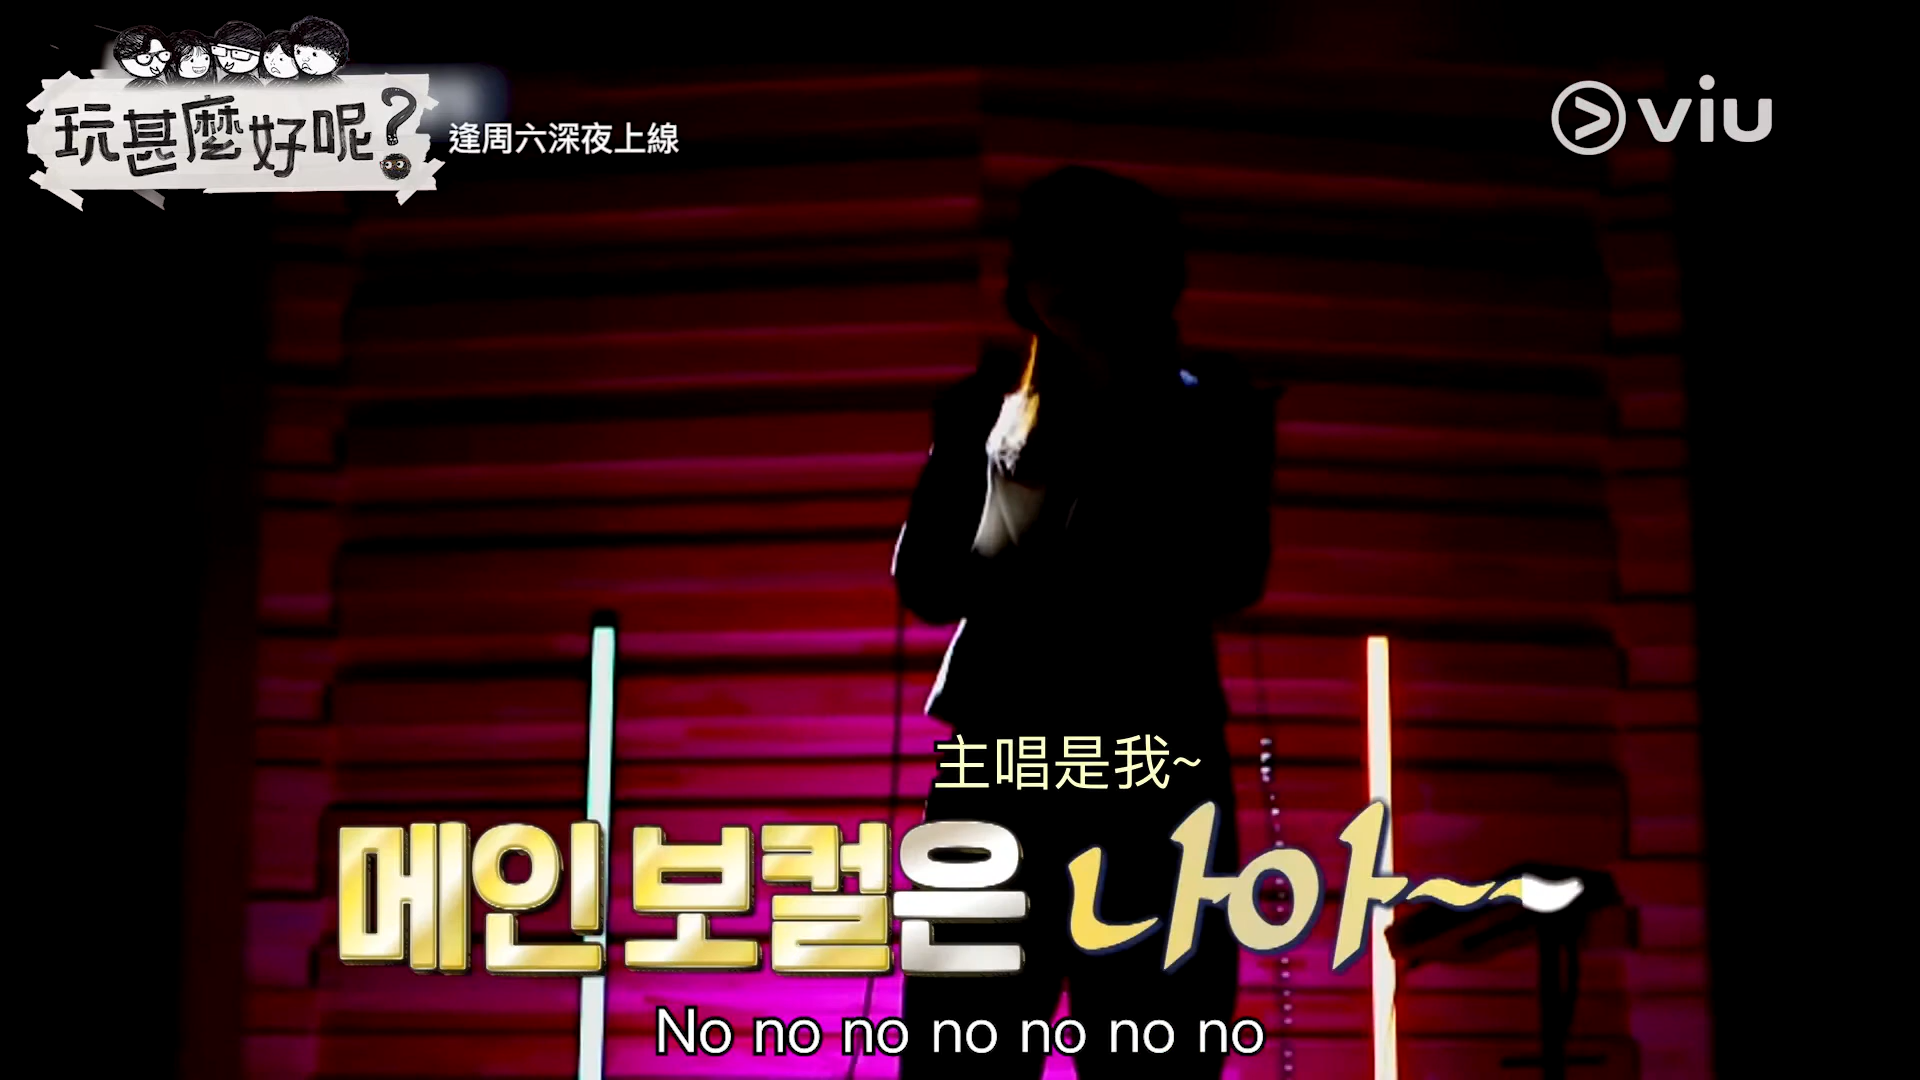 玩甚麼好呢?
逢周六深夜上線
viu
主唱是我~
메인 보컬은 나아~~
No no no no no no no